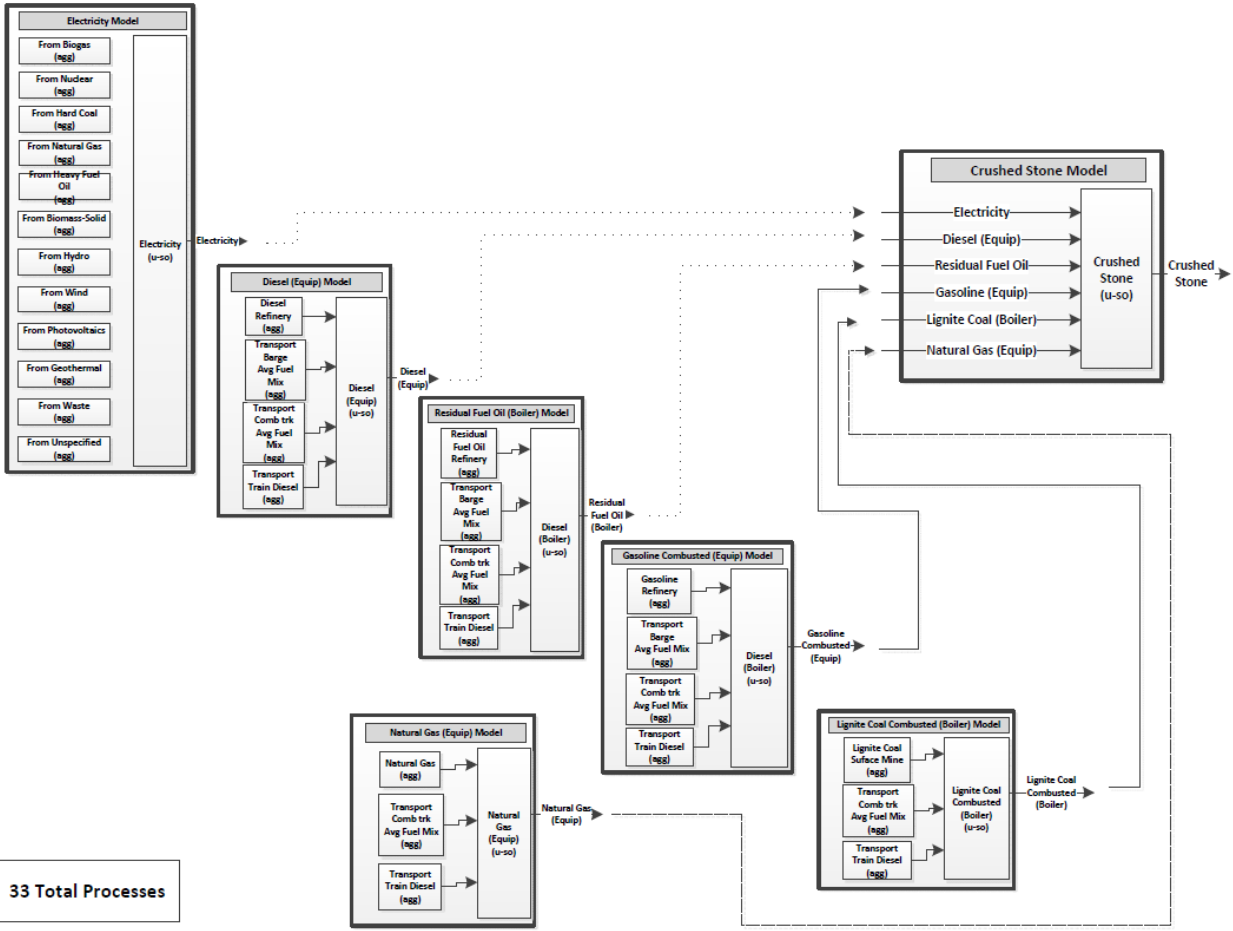 Electricity Model
From Biogas
(agg)
From Nuclear
(agg)
From Hard Coal
(agg)
From Natural Gas
(agg)
From Heavy Fuel
Oil
(agg)
From Biomass-Solid
(agg)
From Hydro
(agg)
From Wind
(agg)
From Photovoltaics
(agg)
From Geothermal
(agg)
From Waste
(agg)
From Unspecified
(agg)
Electricity
(u-so)
Electricity
Diesel (Equip) Model
Diesel
Refinery
(agg)
Transport
Barge
Avg Fuel
Mix
(agg)
Transport
Comb trk
Avg Fuel
Mix
(agg)
Transport
Train Diesel
(agg)
Diesel
(Equip)
(u-so)
Diesel
(Equip)
Residual Fuel Oil (Boiler) Model
Residual
Fuel Oil
Refinery
(agg)
Transport
Barge
Avg Fuel
Mix
(agg)
Transport
Comb trk
Avg Fuel
Mix
(agg)
Transport
Train Diesel
(agg)
Diesel
(Boiler)
(u-so)
Residual
Fuel Oil
(Boiler)
Gasoline Combusted (Equip) Model
Gasoline
Refinery
(agg)
Transport
Barge
Avg Fuel Mix
(agg)
Transport
Comb trk
Avg Fuel Mix
(agg)
Transport
Train Diesel
(agg)
Diesel
(Boiler)
(u-so)
Gasoline
Combusted
(Equip)
Natural Gas (Equip) Model
Natural Gas
(agg)
Transport
Comb trk
Avg Fuel Mix
(agg)
Transport
Train Diesel
(agg)
Natural
Gas
(Equip)
(u-so)
Natural Gas
(Equip)
Lignite Coal Combusted (Boiler) Model
Lignite Coal
Suface Mine
(agg)
Transport
Comb trk
Avg Fuel Mix
(agg)
Transport
Train Diesel
(agg)
Lignite Coal
Combusted
(Boiler)
(u-so)
Lignite Coal
Combusted
(Boiler)
Crushed Stone Model
Electricity
Diesel (Equip)
Residual Fuel Oil
Gasoline (Equip)
Lignite Coal (Boiler)
Natural Gas (Equip)
Crushed
Stone
(u-so)
Crushed
Stone
33 Total Processes